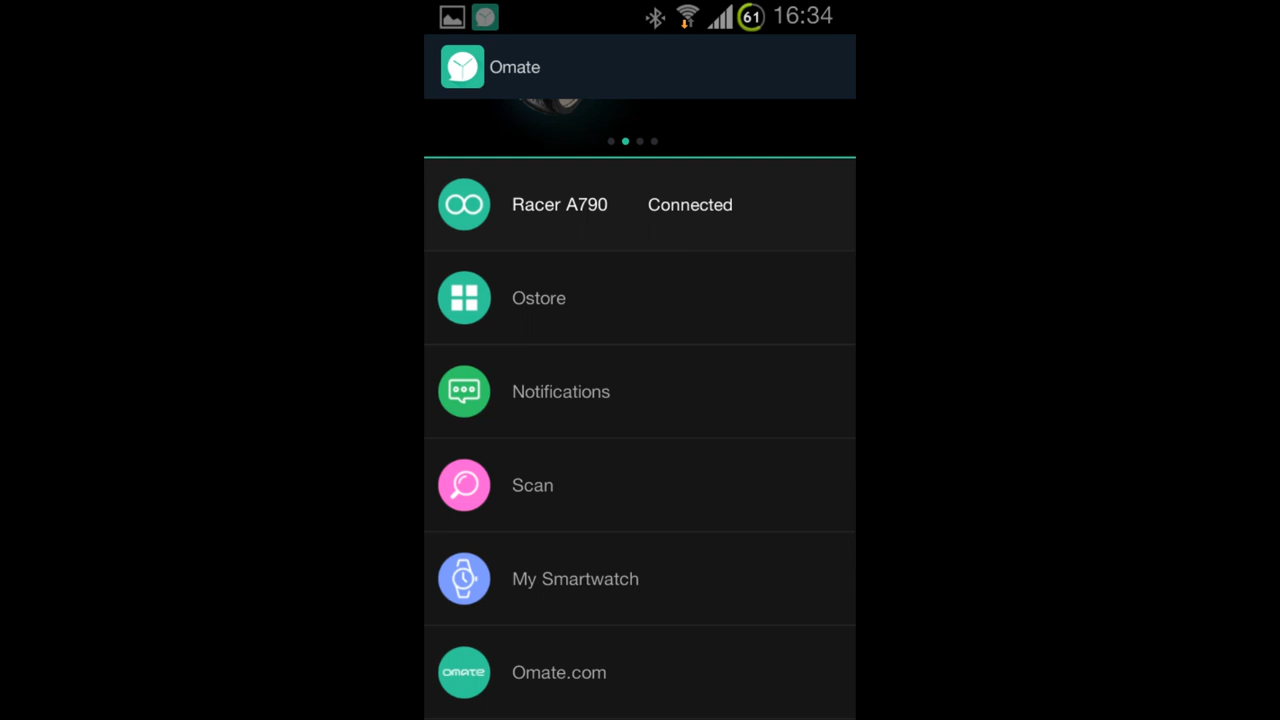 61 16:34
Omate
Racer A790 Connected
Ostore
Notifications
Scan
My Smartwatch
OMATE Omate.com